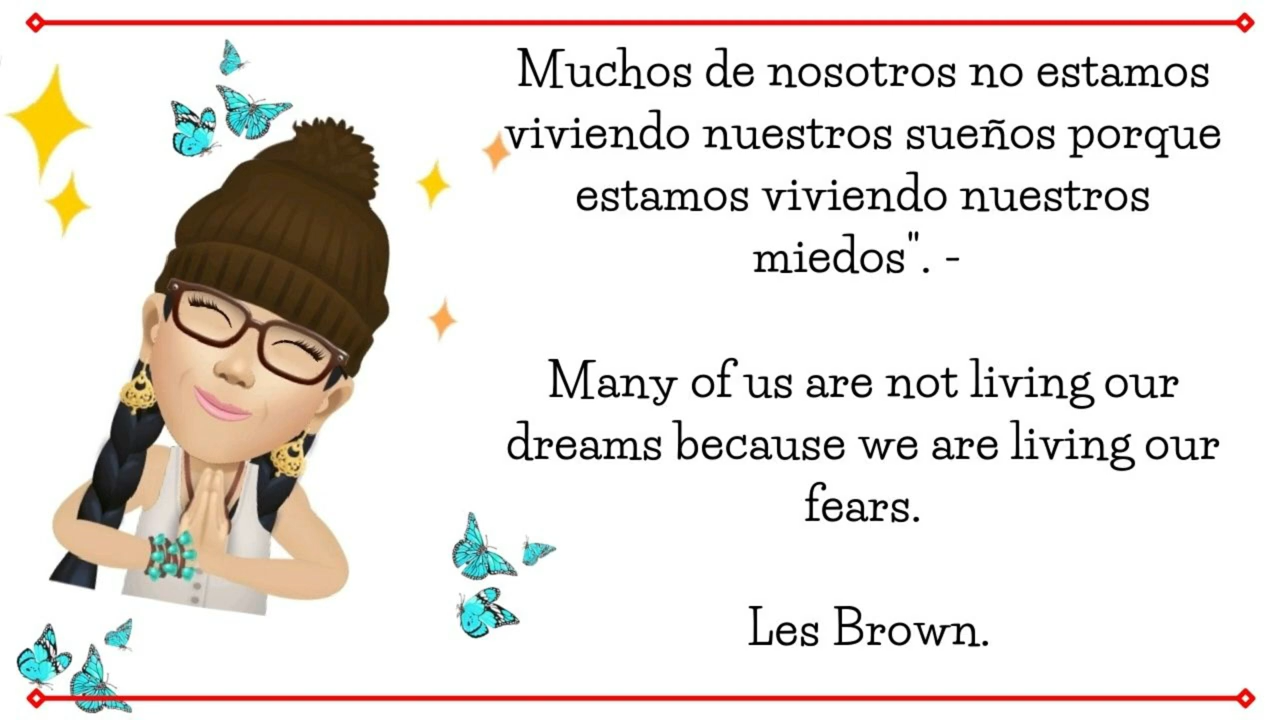 Muchos de nosotros no estamos
viviendo nuestros sueños porque
estamos viviendo nuestros
miedos". -
Many of us are not living our
dreams because we are living our
fears.
Les Brown.